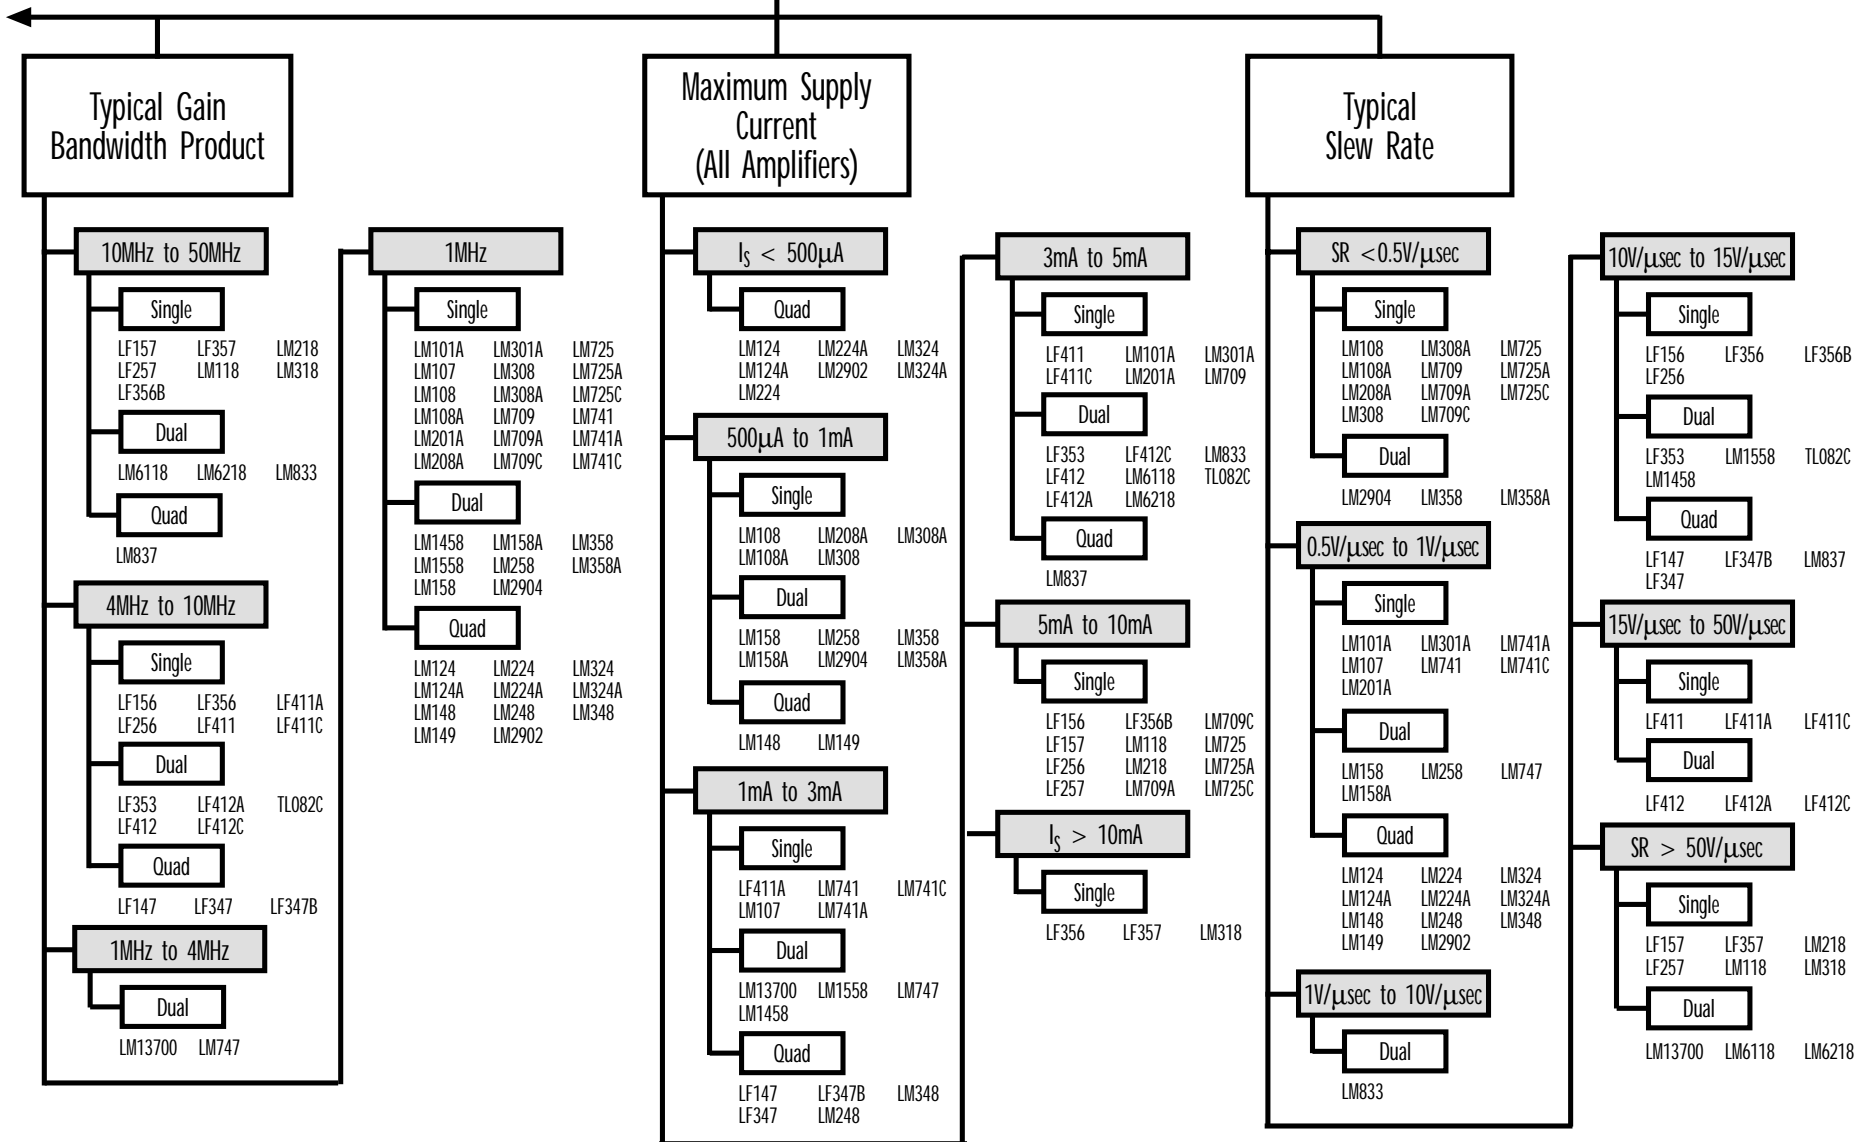 Typical Gain
Bandwidth Product
10MHz to 50MHz
Single
LF157 LF357 LM218
LF257 LM118 LM318
LF356B
Dual
LM6118 LM6218 LM833
Quad
LM837
4MHz to 10MHz
Single
LF156 LF356 LF411A
LF256 LF411 LF411C
Dual
LF353 LF412A TL082C
LF412 LF412C
Quad
LF147 LF347 LF347B
1MHz to 4MHz
Dual
LM13700 LM747
1MHz
Single
LM101A LM301A LM725
LM107 LM308 LM725A
LM108 LM308A LM725C
LM108A LM709 LM741
LM201A LM709A LM741A
LM208A LM709C LM741C
Dual
LM1458 LM158A LM358
LM1558 LM258 LM358A
LM158 LM2904
Quad
LM124 LM224 LM324
LM124A LM224A LM324A
LM148 LM248 LM348
LM149 LM2902
Maximum Supply
Current
(All Amplifiers)
IS < 500μA
Quad
LM124 LM224A LM324
LM124A LM2902 LM324A
LM224
500μA to 1mA
Single
LM108 LM208A LM308A
LM108A LM308
Dual
LM158 LM258 LM358
LM158A LM2904 LM358A
Quad
LM148 LM149
1mA to 3mA
Single
LF411A LM741 LM741C
LM107 LM741A
Dual
LM13700 LM1558 LM747
LM1458
Quad
LF147 LF347B LM348
LF347 LM248
3mA to 5mA
Single
LF411 LM101A LM301A
LF411C LM201A LM709
Dual
LF353 LF412C LM833
LF412 LM6118 TL082C
LF412A LM6218
Quad
LM837
5mA to 10mA
Single
LF156 LF356B LM709C
LF157 LM118 LM725
LF256 LM218 LM725A
LF257 LM709A LM725C
IS > 10mA
Single
LF356 LF357 LM318
Typical
Slew Rate
SR <0.5V/μsec
Single
LM108 LM308A LM725
LM108A LM709 LM725A
LM208A LM709A LM725C
LM308 LM709C
Dual
LM2904 LM358 LM358A
0.5V/μsec to 1V/μsec
Single
LM101A LM301A LM741A
LM107 LM741 LM741C
LM201A
Dual
LM158 LM258 LM747
LM158A
Quad
LM124 LM224 LM324
LM124A LM224A LM324A
LM148 LM248 LM348
LM149 LM2902
1V/μsec to 10V/μsec
Dual
LM833
10V/μsec to 15V/μsec
Single
LF156 LF356 LF356B
LF256
Dual
LF353 LM1558 TL082C
LM1458
Quad
LF147 LF347B LM837
LF347
15V/μsec to 50V/μsec
Single
LF411 LF411A LF411C
Dual
LF412 LF412A LF412C
SR > 50V/μsec
Single
LF157 LF357 LM218
LF257 LM118 LM318
Dual
LM13700 LM6118 LM6218